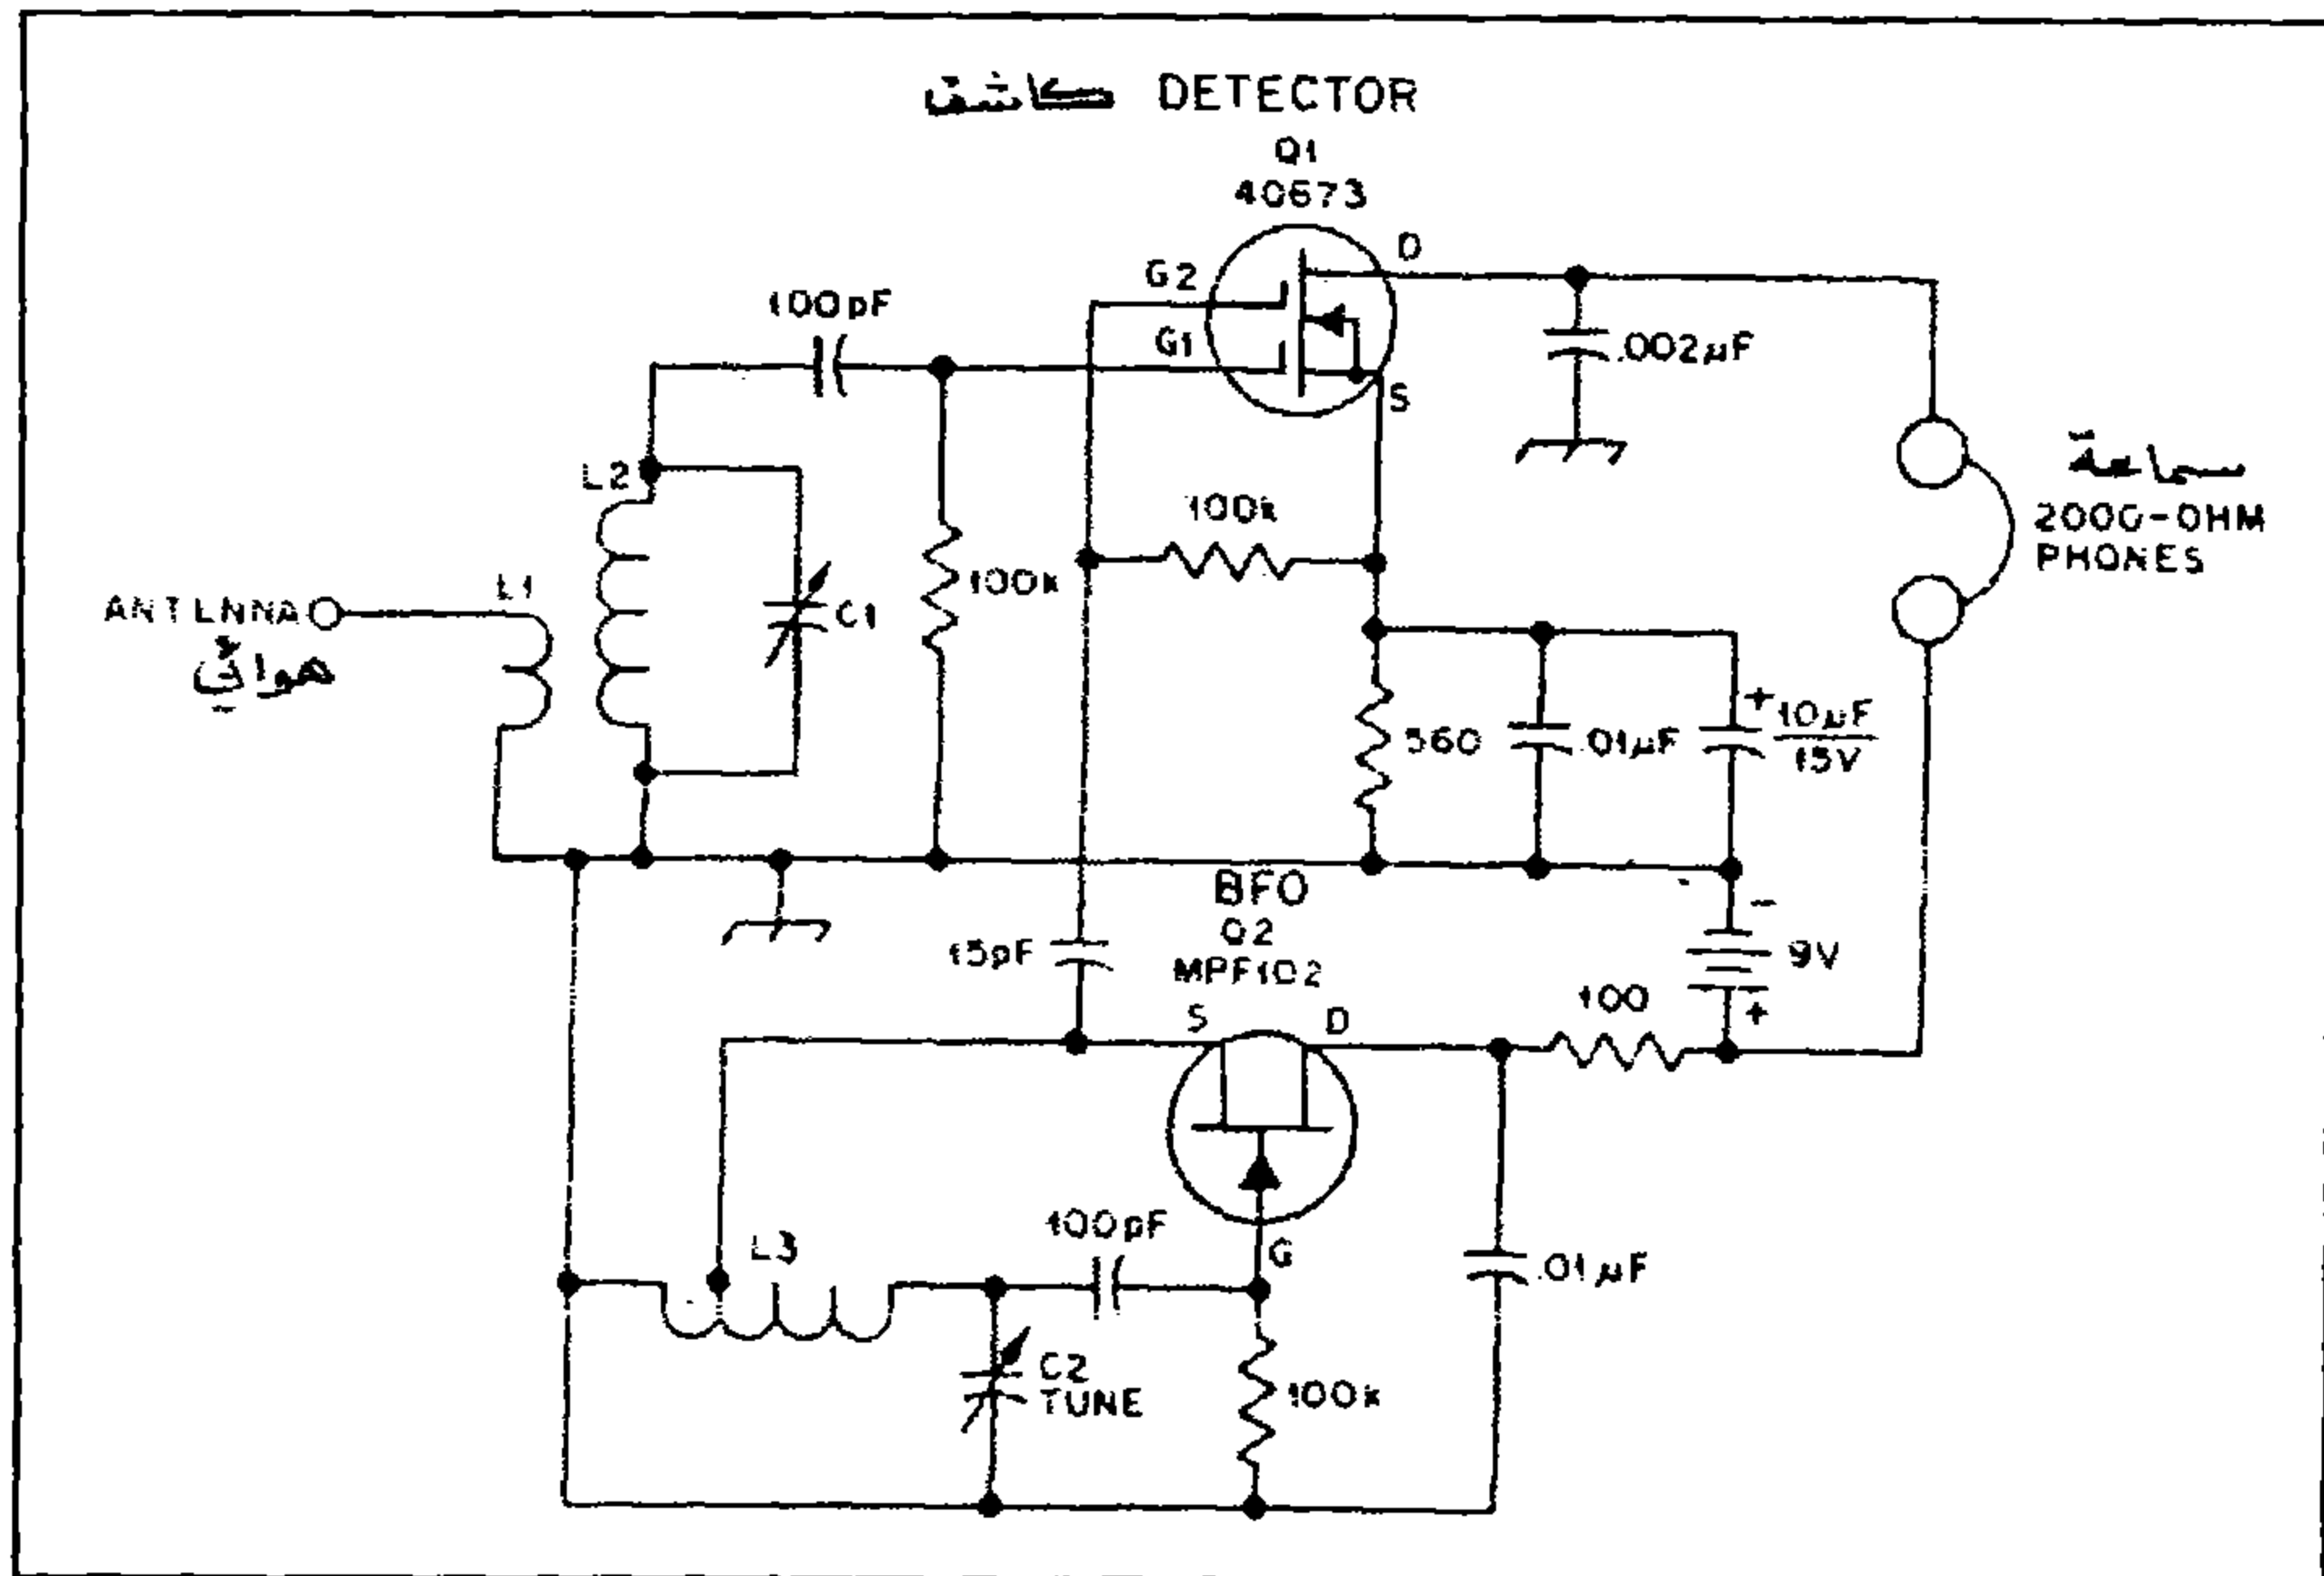 كاشف DETECTOR
Q1
40673
D
G2
100pF
G1
.002µF
S
L2
سماعة
2000-OHM
PHONES
100k
L1
100k
ANTENNA
C1
هوائي
+
10µF
15V
560
.01µF
BFO
-
Q2
15pF
MPF102
9V
100
S
D
+
100pF
L3
G
.01µF
C2
TUNE
100k